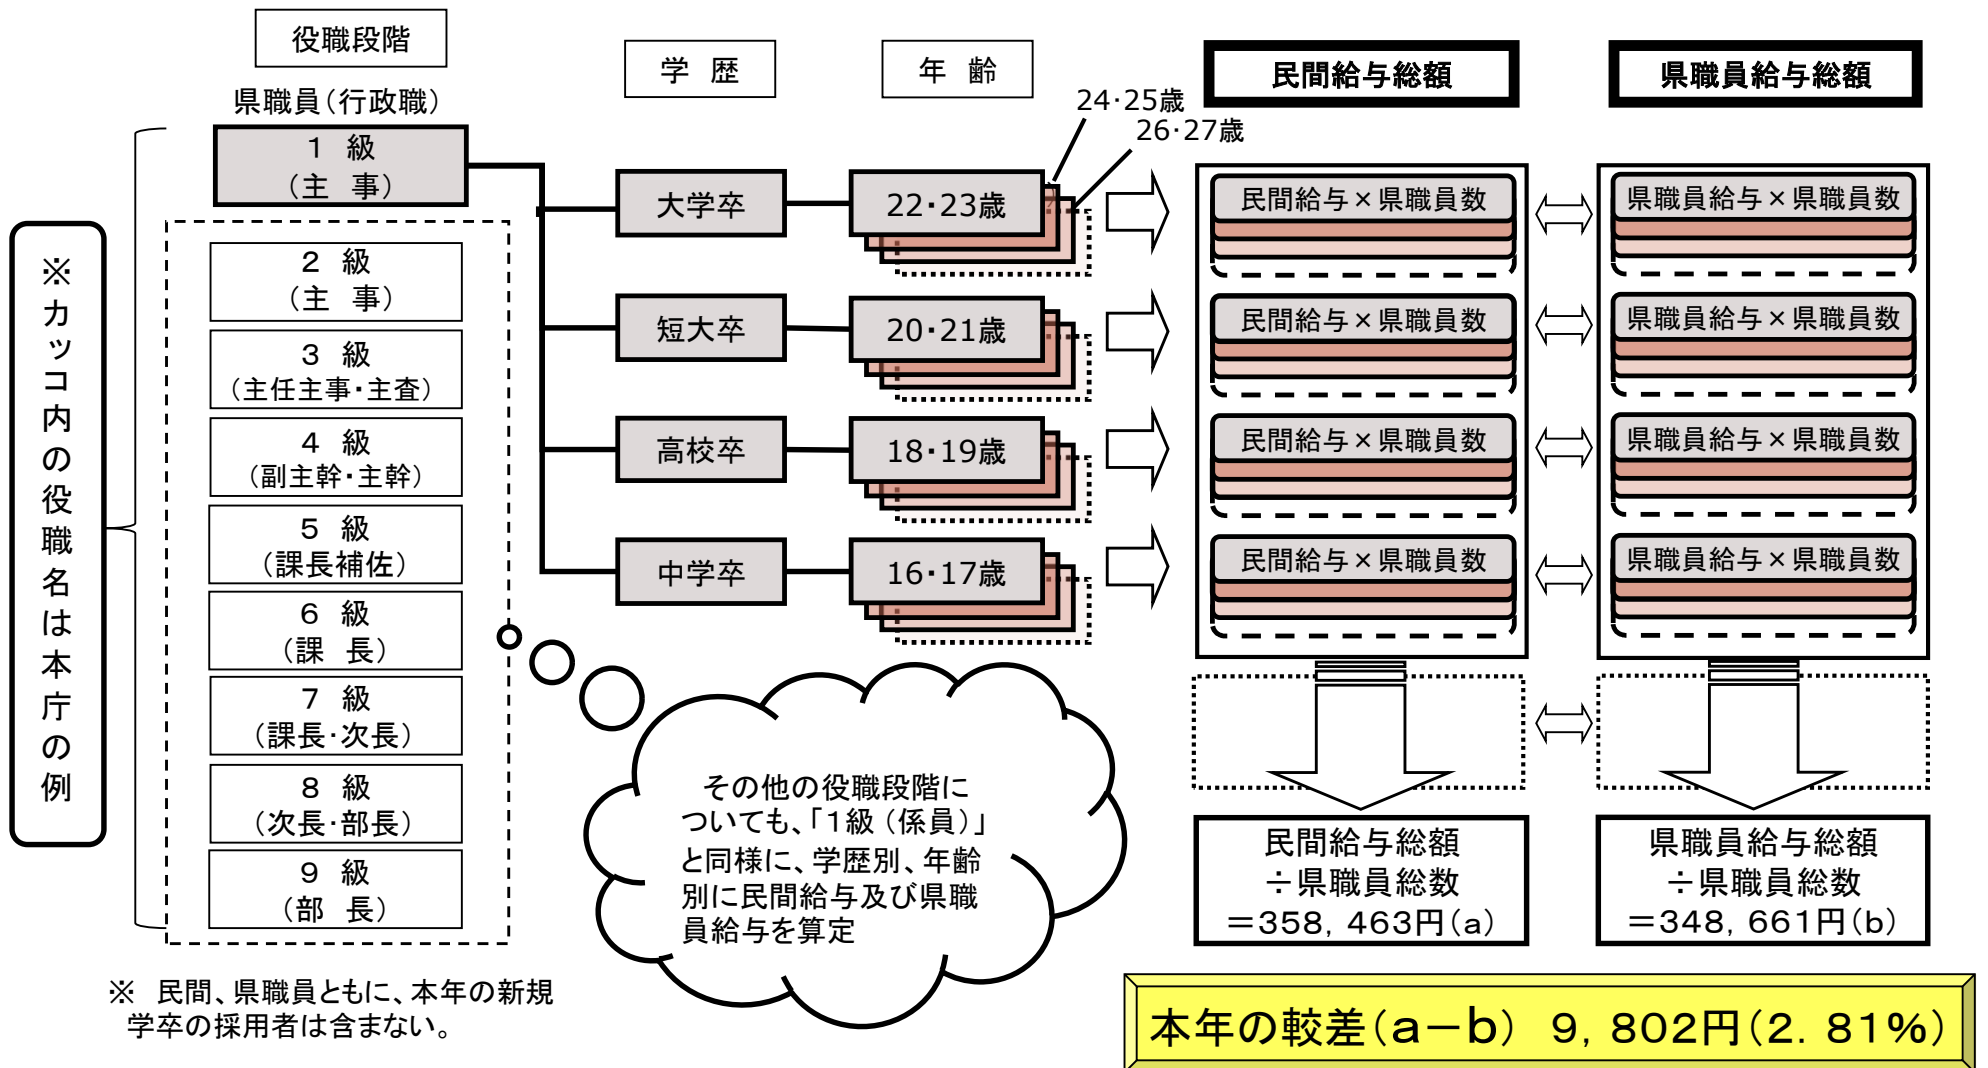 役職段階
学 歴
年 齢
民間給与総額
県職員給与総額
県職員(行政職)
24・25歳
26・27歳
1 級
(主 事)
2 級
(主 事)
3 級
(主任主事・主査)
4 級
(副主幹・主幹)
5 級
(課長補佐)
6 級
(課 長)
7 級
(課長・次長)
8 級
(次長・部長)
9 級
(部 長)
※カッコ内の役職名は本庁の例
大学卒
22・23歳
民間給与×県職員数
県職員給与×県職員数
短大卒
20・21歳
民間給与×県職員数
県職員給与×県職員数
高校卒
18・19歳
民間給与×県職員数
県職員給与×県職員数
中学卒
16・17歳
民間給与×県職員数
県職員給与×県職員数
その他の役職段階に
ついても、「1級(係員)」
と同様に、学歴別、年齢
別に民間給与及び県職
員給与を算定
民間給与総額
÷県職員総数
=358,463円(a)
県職員給与総額
÷県職員総数
=348,661円(b)
※ 民間、県職員ともに、本年の新規
学卒の採用者は含まない。
本年の較差(a-b) 9,802円(2.81%)